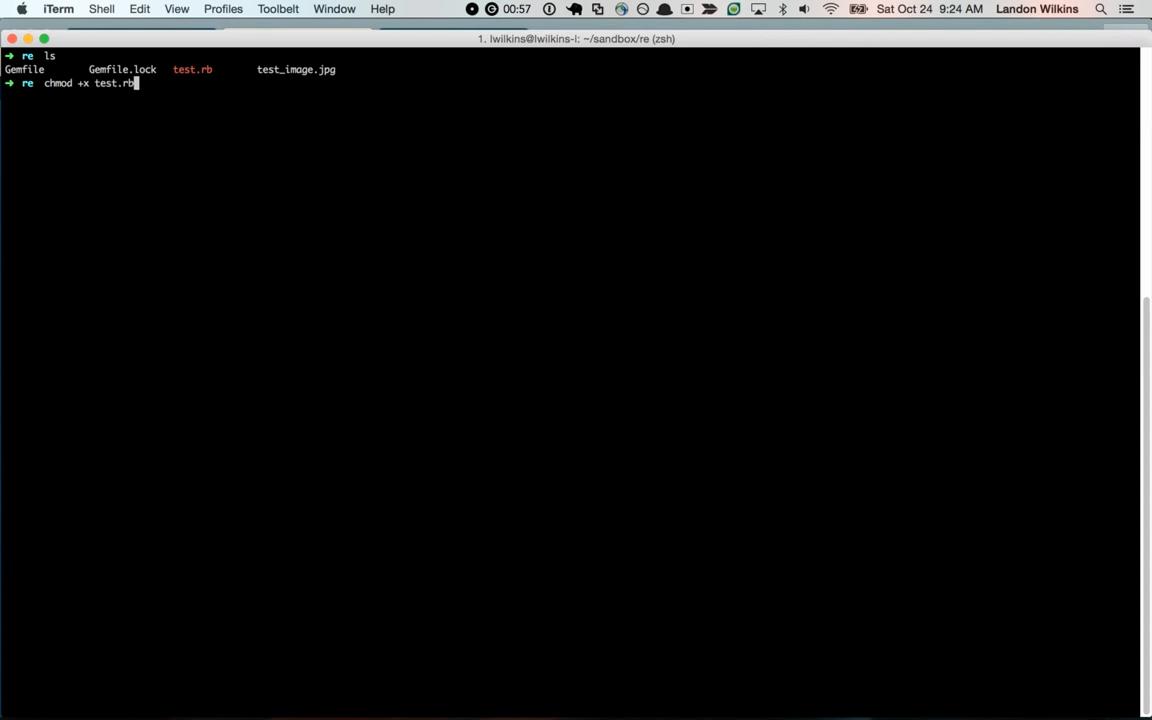 iTerm Shell Edit View Profiles Toolbelt Window Help 00:57 Sat Oct 24 9:24 AM Landon Wilkins
1. lwilkins@lwilkins-l: ~/sandbox/re (zsh)
➜ re ls
Gemfile Gemfile.lock test.rb test_image.jpg
➜ re chmod +x test.rb